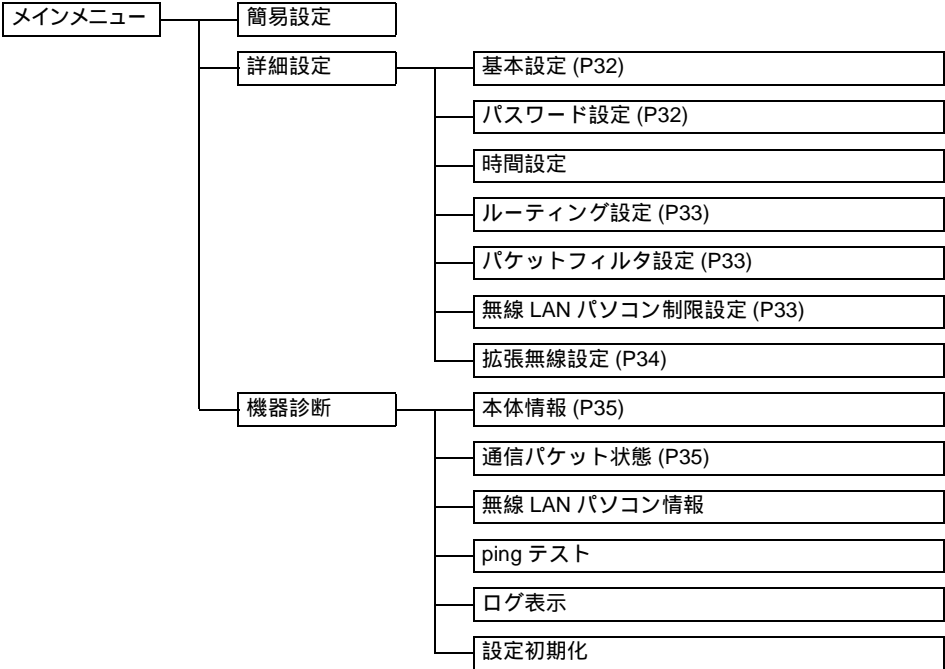 メインメニュー
簡易設定
詳細設定
基本設定 (P32)
パスワード設定 (P32)
時間設定
ルーティング設定 (P33)
パケットフィルタ設定 (P33)
無線 LAN パソコン制限設定 (P33)
拡張無線設定 (P34)
機器診断
本体情報 (P35)
通信パケット状態 (P35)
無線 LAN パソコン情報
ping テスト
ログ表示
設定初期化